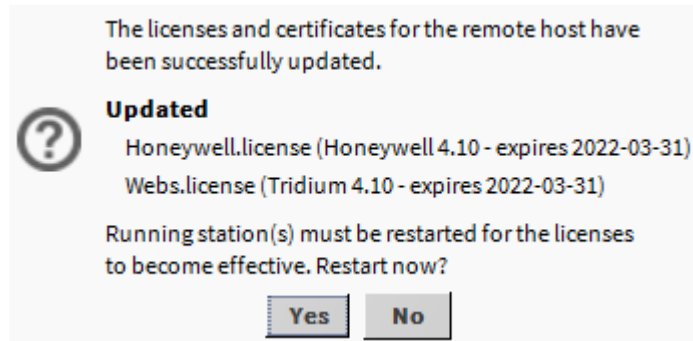 The licenses and certificates for the remote host have
been successfully updated.
Updated
Honeywell.license (Honeywell 4.10 - expires 2022-03-31)
Webs.license (Tridium 4.10 - expires 2022-03-31)
Running station(s) must be restarted for the licenses
to become effective. Restart now?
Yes No